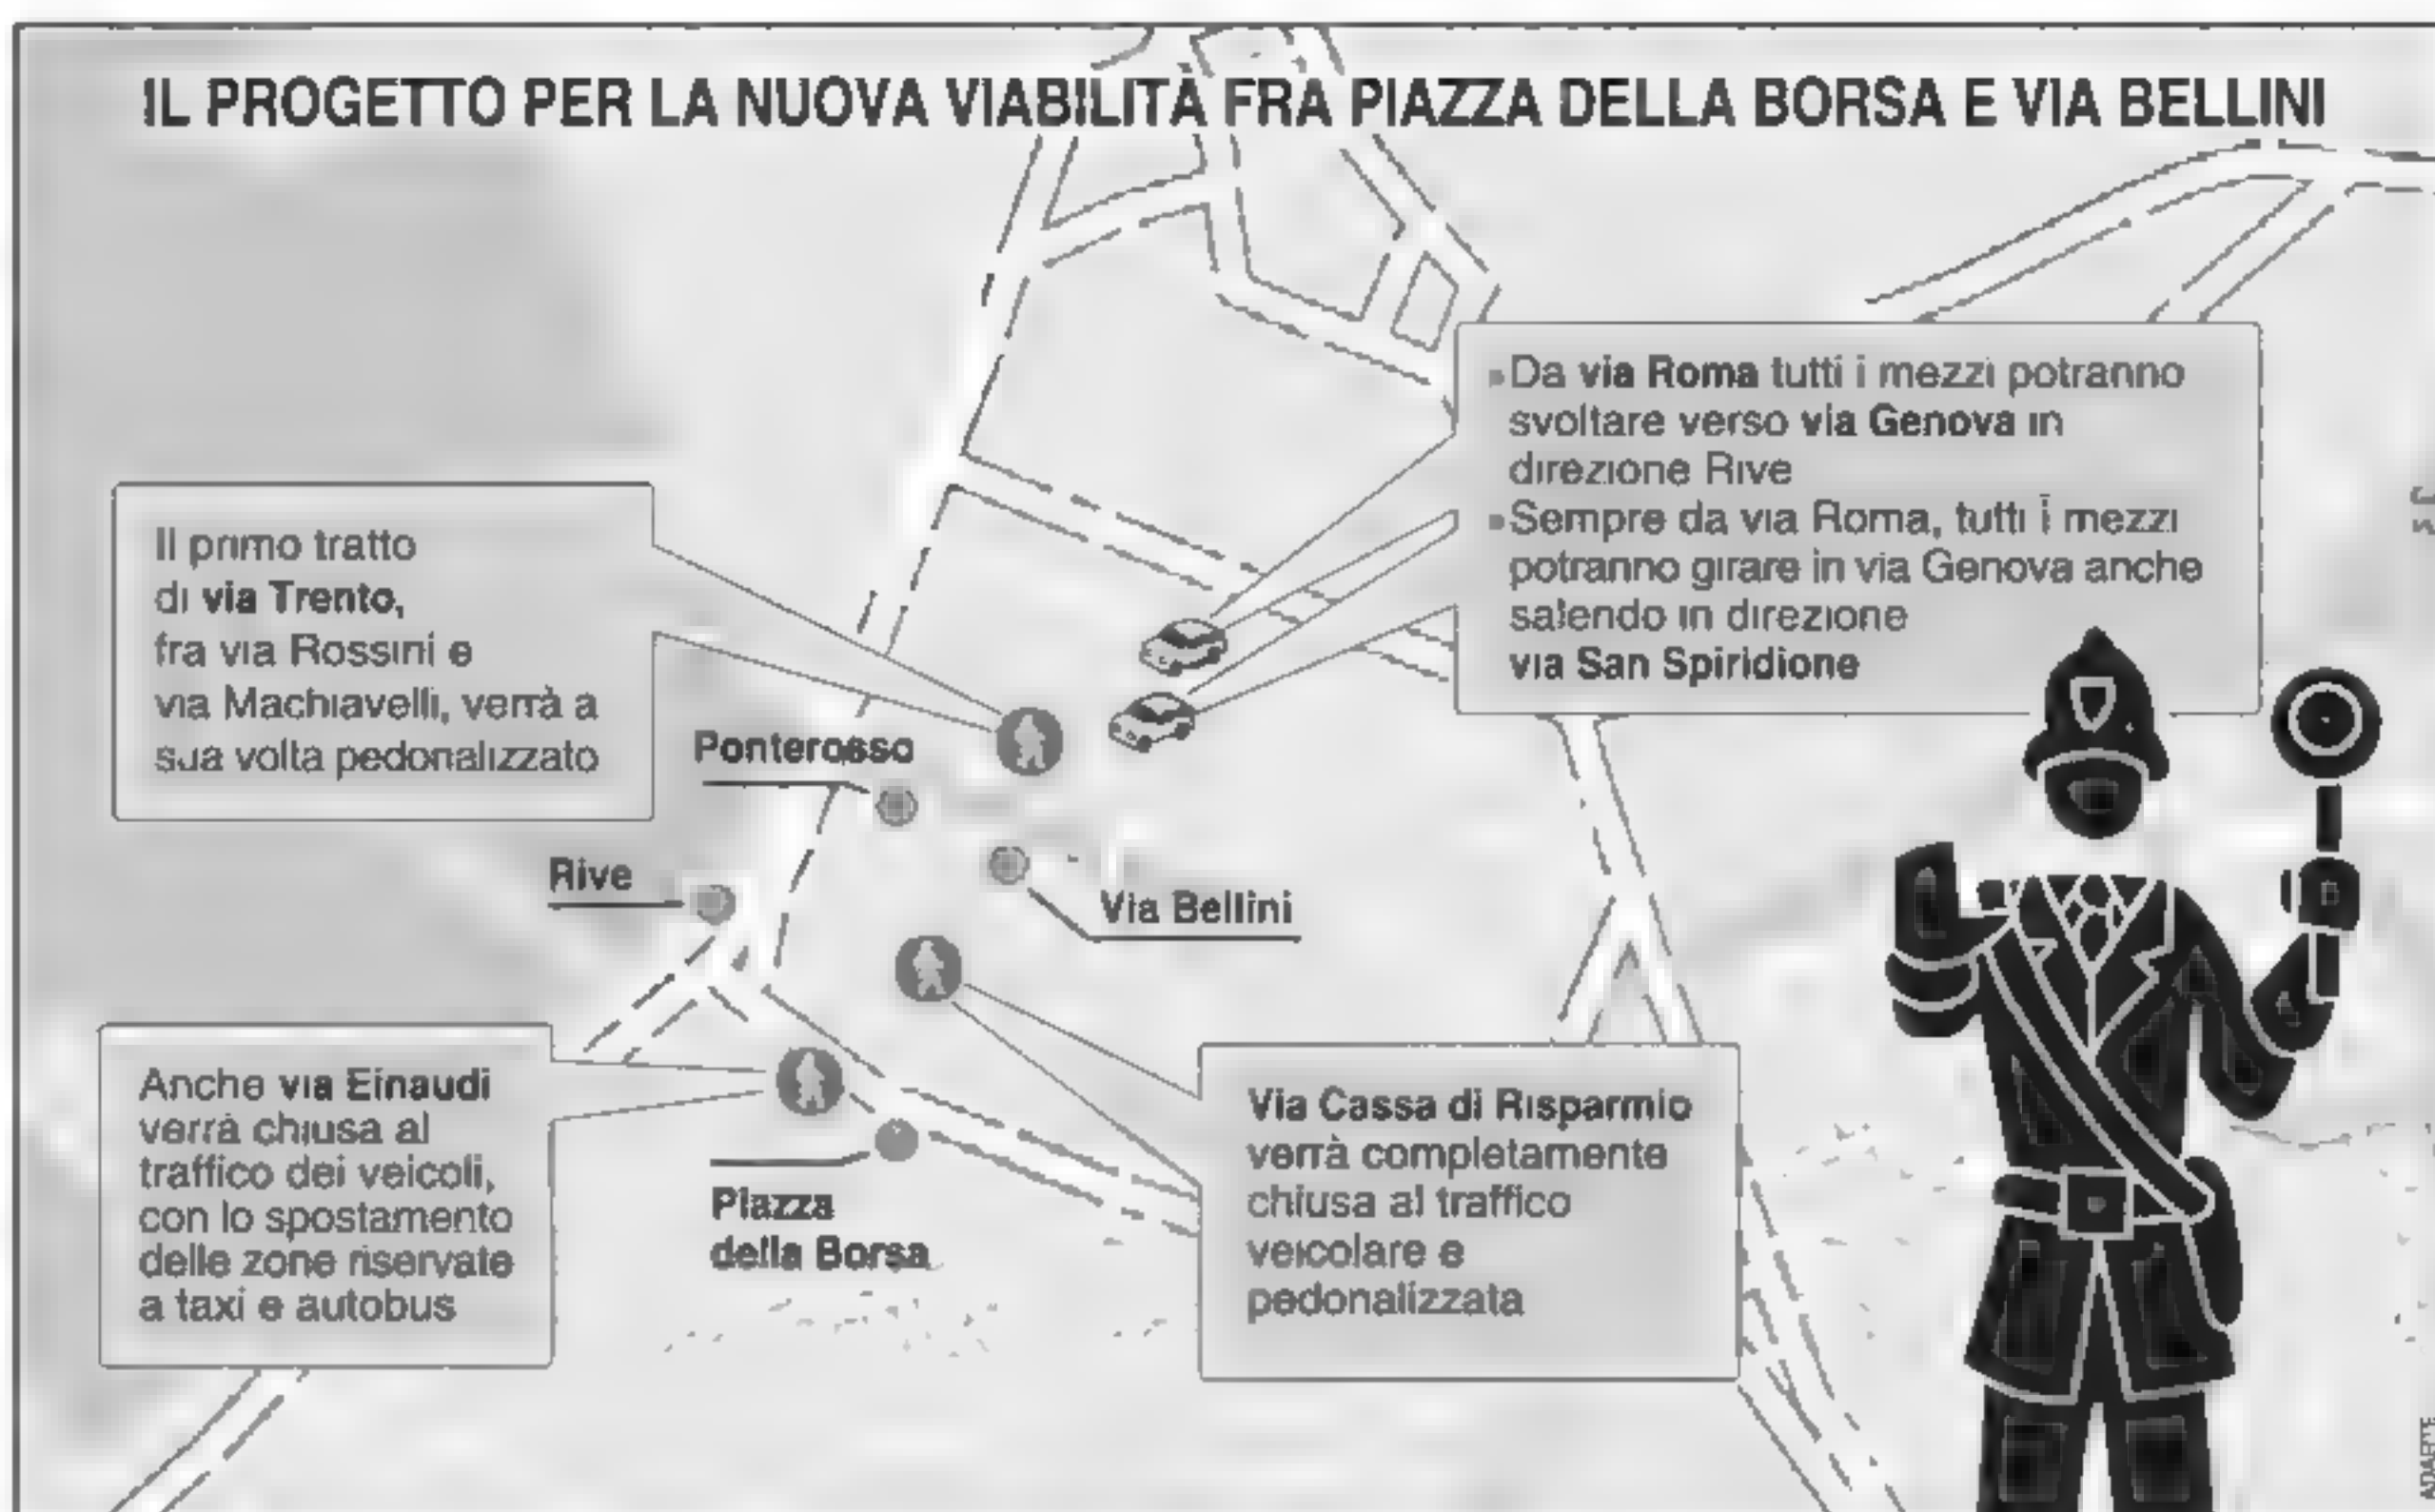 IL PROGETTO PER LA NUOVA VIABILITÀ FRA PIAZZA DELLA BORSA E VIA BELLINI
Da via Roma tutti i mezzi potranno
svoltare verso via Genova in
direzione Rive
Sempre da via Roma, tutti i mezzi
potranno girare in via Genova anche
salendo in direzione
via San Spiridione
Il primo tratto
di via Trento,
fra via Rossini e
via Machiavelli, verrà a
sua volta pedonalizzato
Ponterosso
Rive
Via Bellini
Anche via Einaudi
verrà chiusa al
traffico dei veicoli,
con lo spostamento
delle zone riservate
a taxi e autobus
Piazza
della Borsa
Via Cassa di Risparmio
verrà completamente
chiusa al traffico
veicolare e
pedonalizzata